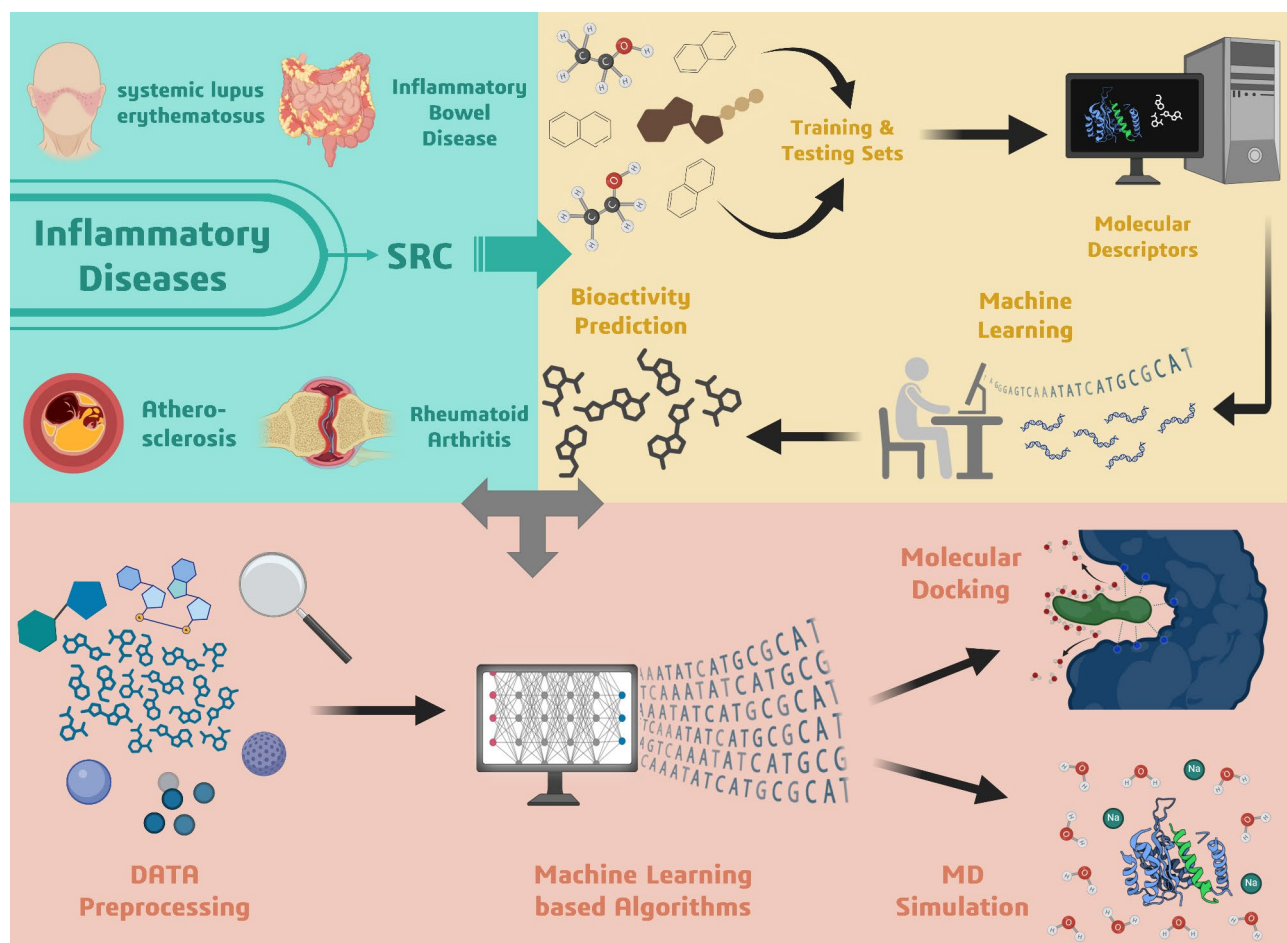 systemic lupus
erythematosus
Inflammatory
Bowel
Disease
Inflammatory
Diseases
SRC
Athero-
sclerosis
Rheumatoid
Arthritis
Training &
Testing Sets
Molecular
Descriptors
Machine
Learning
Bioactivity
Prediction
DATA
Preprocessing
AAATATCATGCGCAT
TCAAATATCATGCG
AAATATCATGCGCAT
TCAAATATCATGCGCAT
AGTCAAATATCATGCG
CAAATATCATGCGCAT
Machine Learning
based Algorithms
Molecular
Docking
MD
Simulation
Na
Na
Na